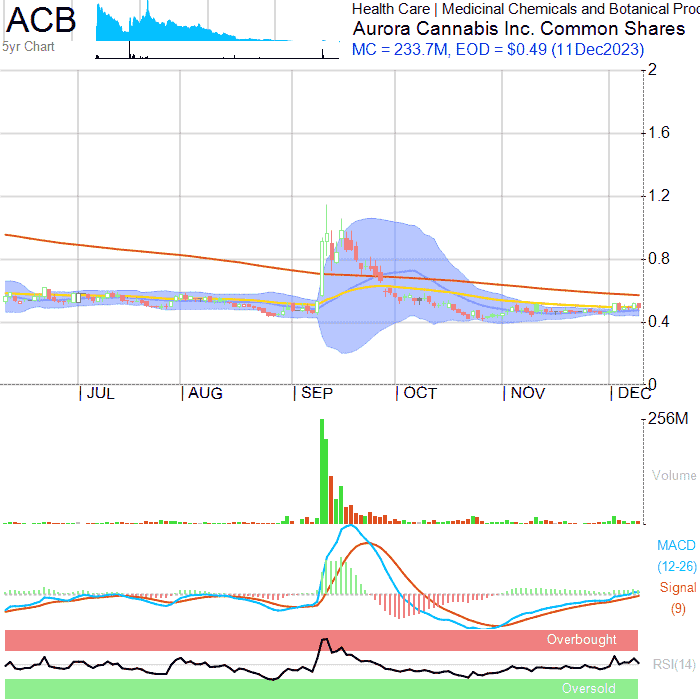 ACB
5yr Chart
Health Care | Medicinal Chemicals and Botanical Proc
Aurora Cannabis Inc. Common Shares
MC = 233.7M, EOD = $0.49 (11Dec2023)
2
1.6
1.2
0.8
0.4
0
JUL AUG SEP OCT NOV DEC
256M
Volume
MACD
(12-26)
Signal
(9)
Overbought
RSI(14)
Oversold